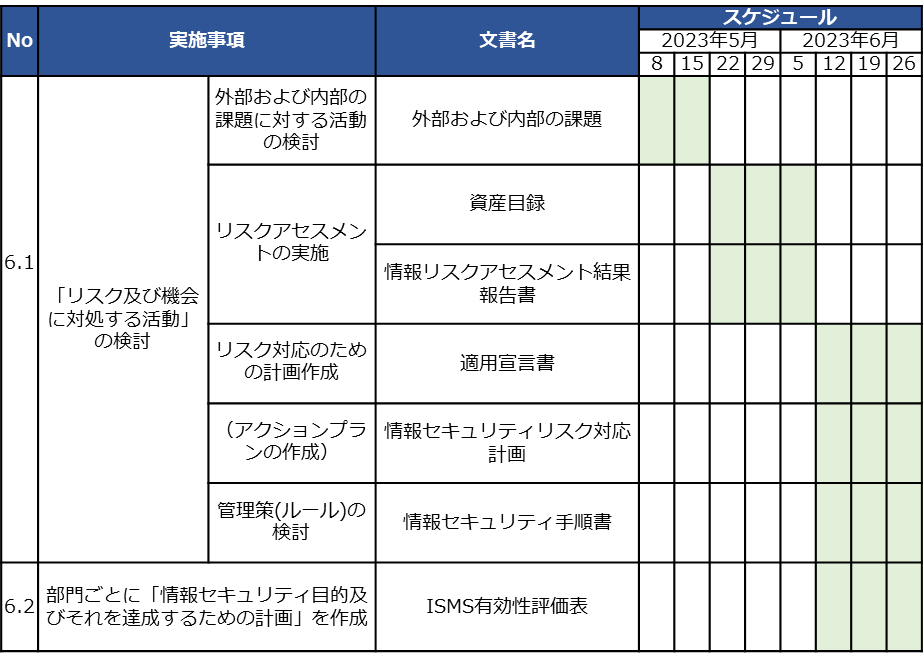 No
実施事項
文書名
スケジュール
2023年5月
2023年6月
8
15
22
29
5
12
19
26
6.1
「リスク及び機会
に対処する活動」
の検討
外部および内部の
課題に対する活動
の検討
外部および内部の課題
リスクアセスメン
トの実施
資産目録
情報リスクアセスメント結果
報告書
リスク対応のため
の計画作成
適用宣言書
（アクションプラ
ンの作成）
情報セキュリティリスク対応
計画
管理策(ルール)の
検討
情報セキュリティ手順書
6.2
部門ごとに「情報セキュリティ目的及
びそれを達成するための計画」を作成
ISMS有効性評価表